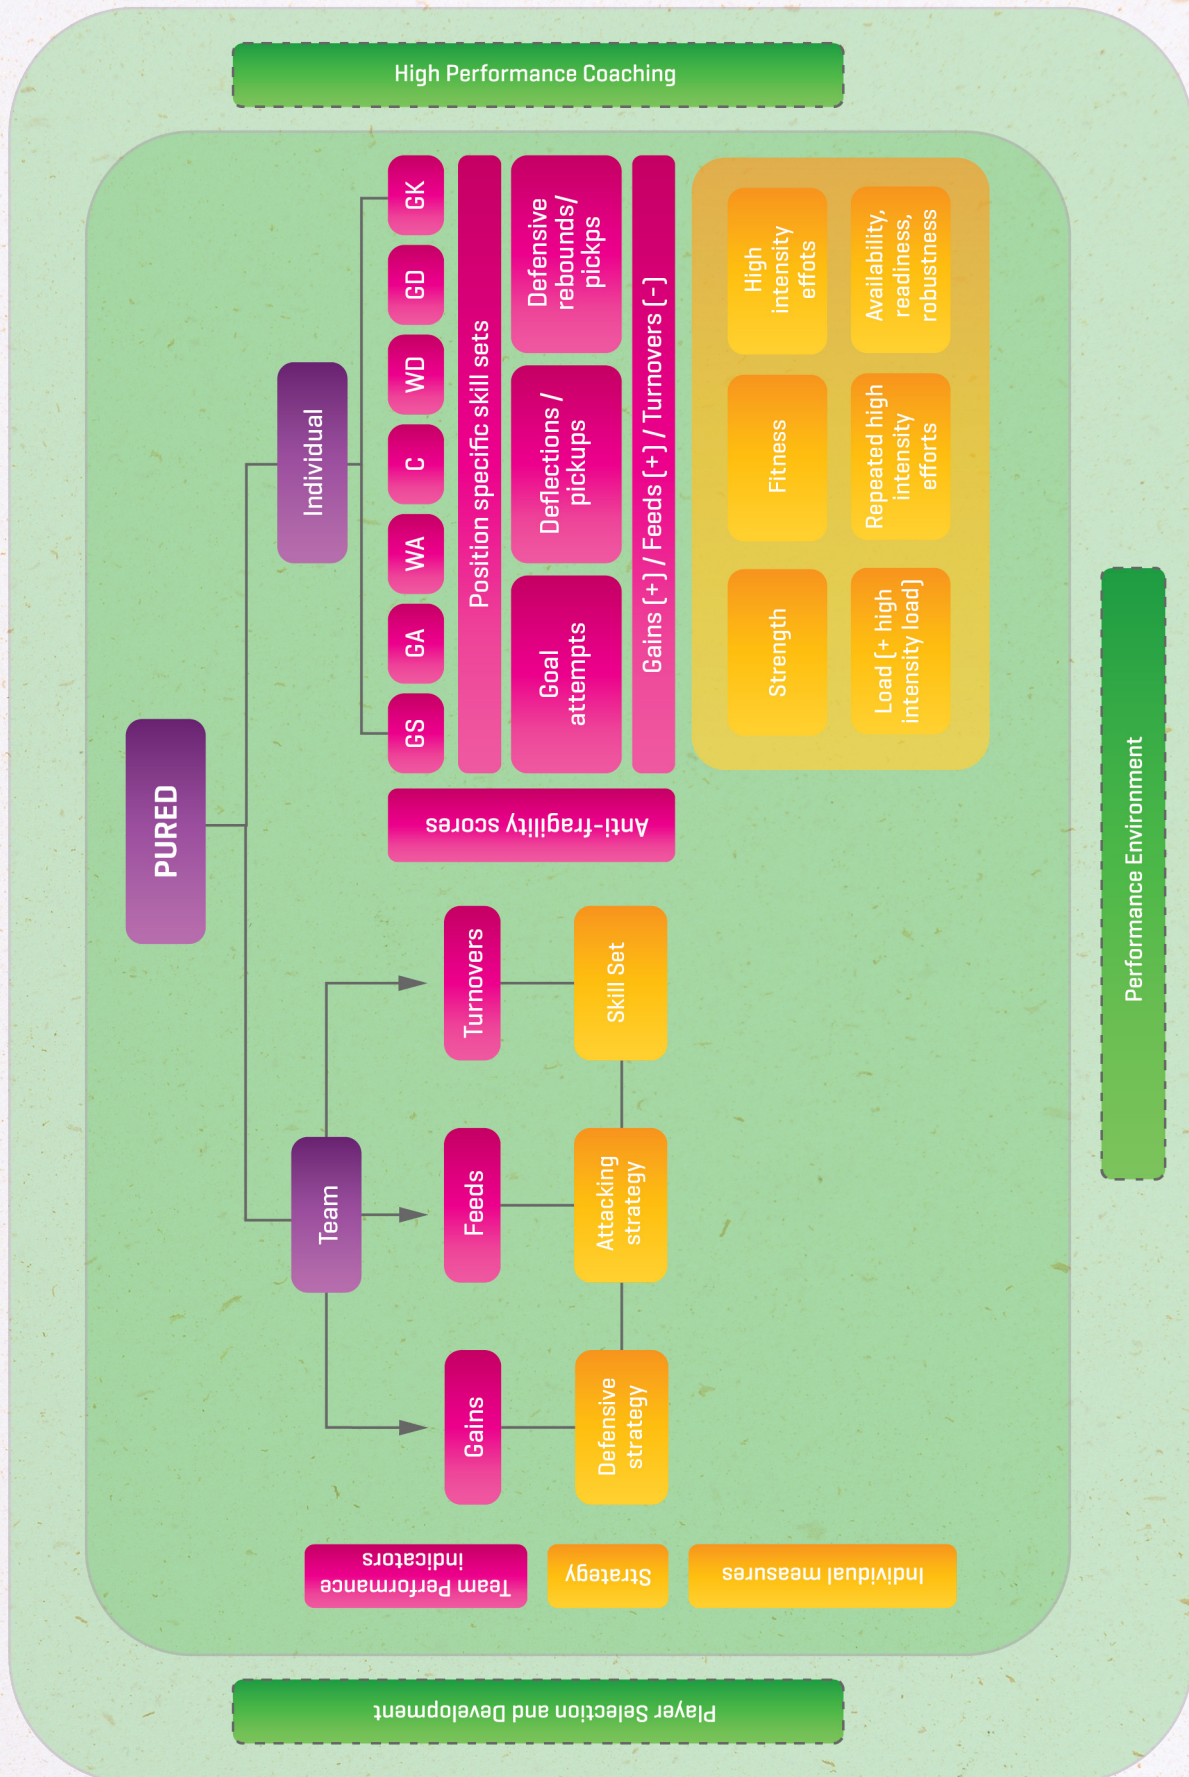 PURED
Team
Individual
Gains
Feeds
Turnovers
Defensive
strategy
Attacking
strategy
Skill Set
Team Performance
indicators
Strategy
Individual measures
Anti-fragility scores
GS
GA
WA
C
WD
GD
GK
Position specific skill sets
Goal
attempts
Deflections /
pickups
Defensive
rebounds/
pickps
Gains (+) / Feeds (+) / Turnovers (-)
Strength
Fitness
High
intensity
effots
Load (+ high
intensity load)
Repeated high
intensity
efforts
Availability,
readiness,
robustness
Player Selection and Development
High Performance Coaching
Performance Environment